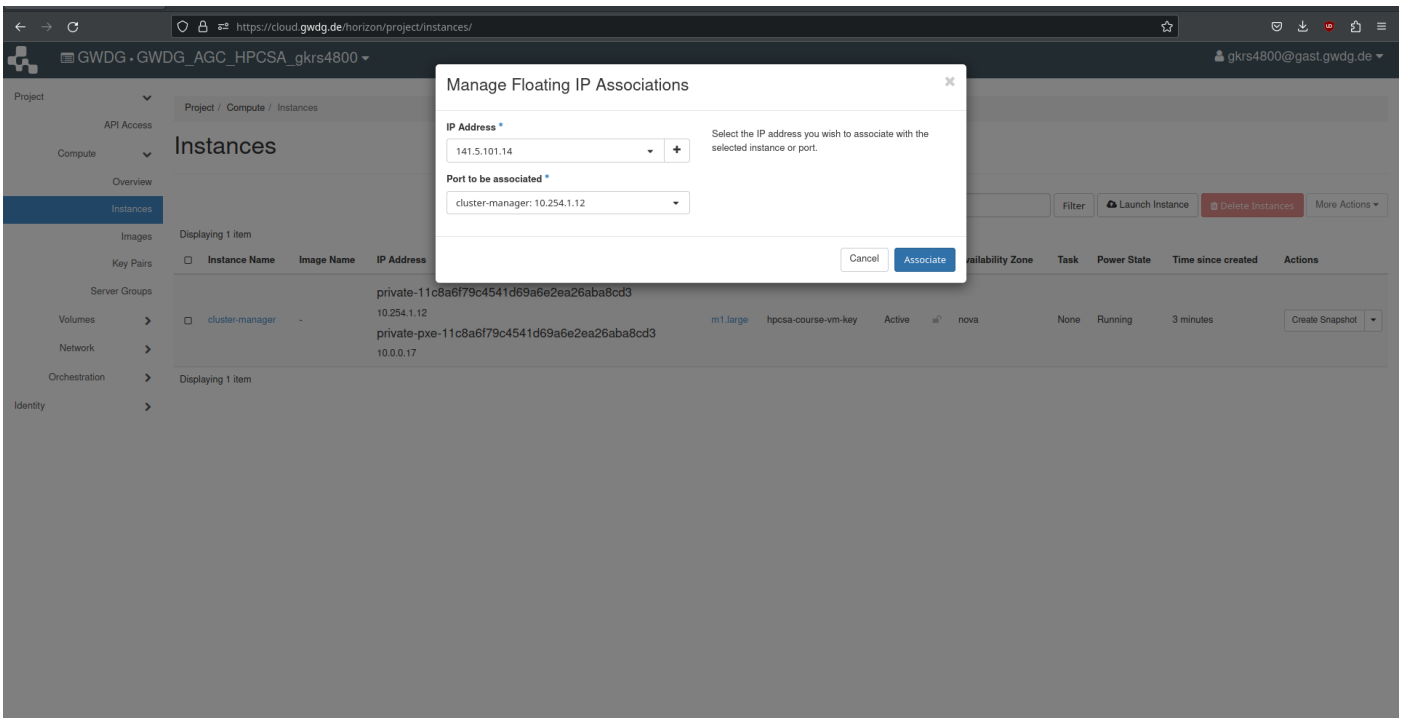 https://cloud.gwdg.de/horizon/project/instances/
GWDG • GWDG_AGC_HPCSA_gkrs4800
gkrs4800@gast.gwdg.de
Project
API Access
Compute
Overview
Instances
Images
Key Pairs
Server Groups
Volumes
Network
Orchestration
Identity
Project / Compute / Instances
Instances
Manage Floating IP Associations
×
IP Address *
141.5.101.14
+
Port to be associated *
cluster-manager: 10.254.1.12
Select the IP address you wish to associate with the
selected instance or port.
Cancel
Associate
Filter
Launch Instance
Delete Instances
More Actions
Displaying 1 item
Instance Name Image Name IP Address vailability Zone Task Power State Time since created Actions
private-11c8a6f79c4541d69a6e2ea26aba8cd3
10.254.1.12
private-pxe-11c8a6f79c4541d69a6e2ea26aba8cd3
10.0.0.17
cluster-manager - m1.large hpcsa-course-vm-key Active nova None Running 3 minutes Create Snapshot
Displaying 1 item